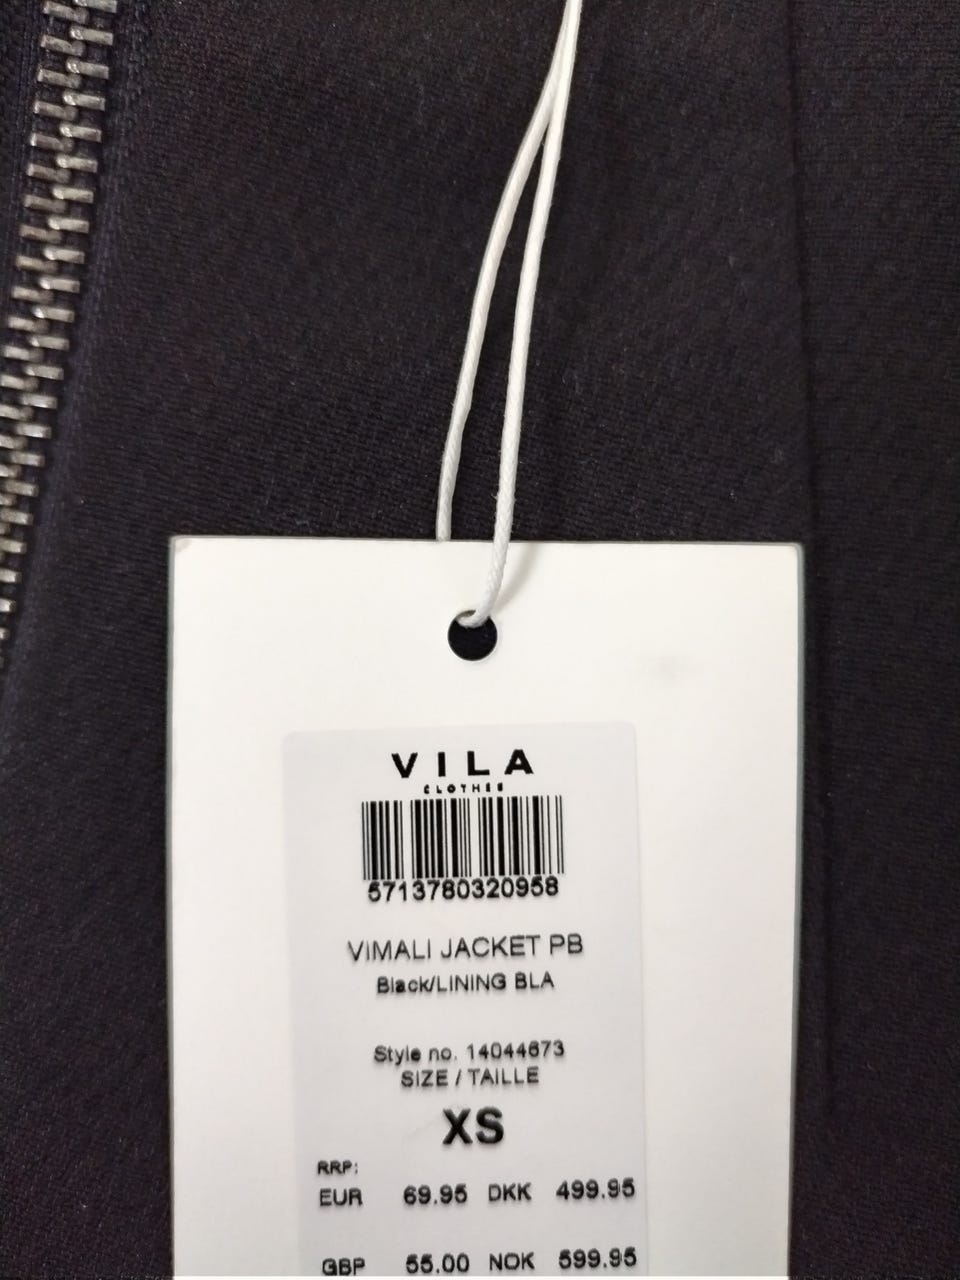 VILA
CLOTHES
5713780320958
VIMALI JACKET PB
Black/LINING BLA
Style no. 14044673
SIZE / TAILLE
XS
RRP:
EUR 69.95 DKK 499.95
GBP 55.00 NOK 599.95